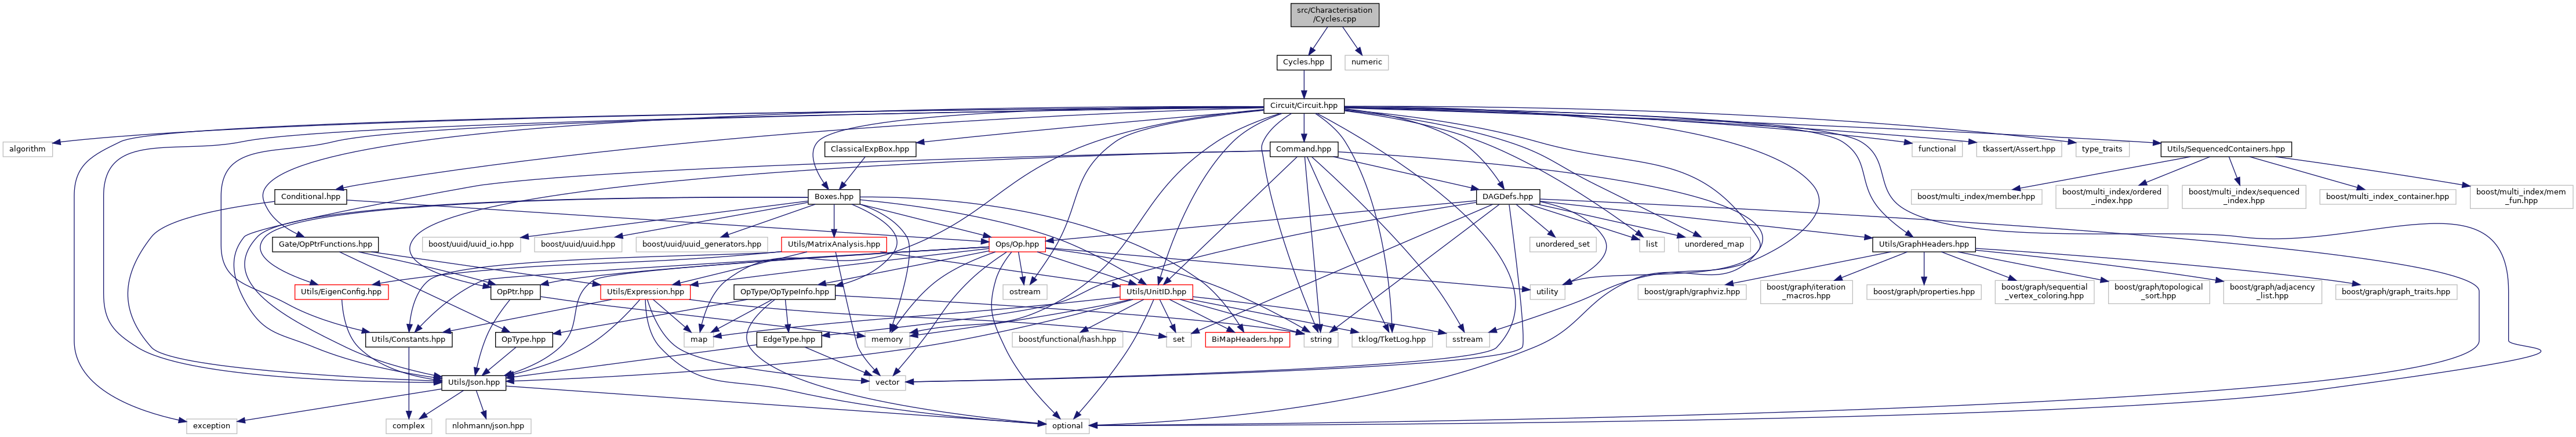 src/Characterisation
/Cycles.cpp
Cycles.hpp
numeric
Circuit/Circuit.hpp
algorithm
ClassicalExpBox.hpp
Command.hpp
functional
tkassert/Assert.hpp
type_traits
Utils/SequencedContainers.hpp
Conditional.hpp
Boxes.hpp
DAGDefs.hpp
boost/multi_index/member.hpp
boost/multi_index/ordered
_index.hpp
boost/multi_index/sequenced
_index.hpp
boost/multi_index_container.hpp
boost/multi_index/mem
_fun.hpp
Gate/OpPtrFunctions.hpp
boost/uuid/uuid_io.hpp
boost/uuid/uuid.hpp
boost/uuid/uuid_generators.hpp
Utils/MatrixAnalysis.hpp
Ops/Op.hpp
unordered_set
list
unordered_map
Utils/GraphHeaders.hpp
Utils/EigenConfig.hpp
OpPtr.hpp
Utils/Expression.hpp
OpType/OpTypeInfo.hpp
ostream
Utils/UnitID.hpp
utility
boost/graph/graphviz.hpp
boost/graph/iteration
_macros.hpp
boost/graph/properties.hpp
boost/graph/sequential
_vertex_coloring.hpp
boost/graph/topological
_sort.hpp
boost/graph/adjacency
_list.hpp
boost/graph/graph_traits.hpp
Utils/Constants.hpp
OpType.hpp
map
EdgeType.hpp
memory
boost/functional/hash.hpp
set
BiMapHeaders.hpp
string
tklog/TketLog.hpp
sstream
Utils/Json.hpp
vector
exception
complex
nlohmann/json.hpp
optional